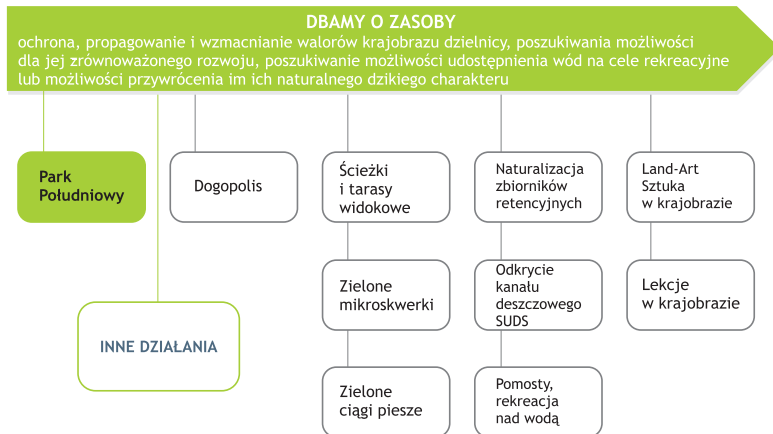 DBAMY O ZASOBY
ochrona, propagowanie i wzmacnianie walorów krajobrazu dzielnicy, poszukiwania możliwości
dla jej zrównoważonego rozwoju, poszukiwanie możliwości udostępnienia wód na cele rekreacyjne
lub możliwości przywrócenia im ich naturalnego dzikiego charakteru
Park
Południowy
Dogopolis
Ścieżki
i tarasy
widokowe
Naturalizacja
zbiorników
retencyjnych
Land-Art
Sztuka
w krajobrazie
Zielone
mikroskwerki
Odkrycie
kanału
deszczowego
SUDS
Lekcje
w krajobrazie
INNE DZIAŁANIA
Zielone
ciągi piesze
Pomosty,
rekreacja
nad wodą